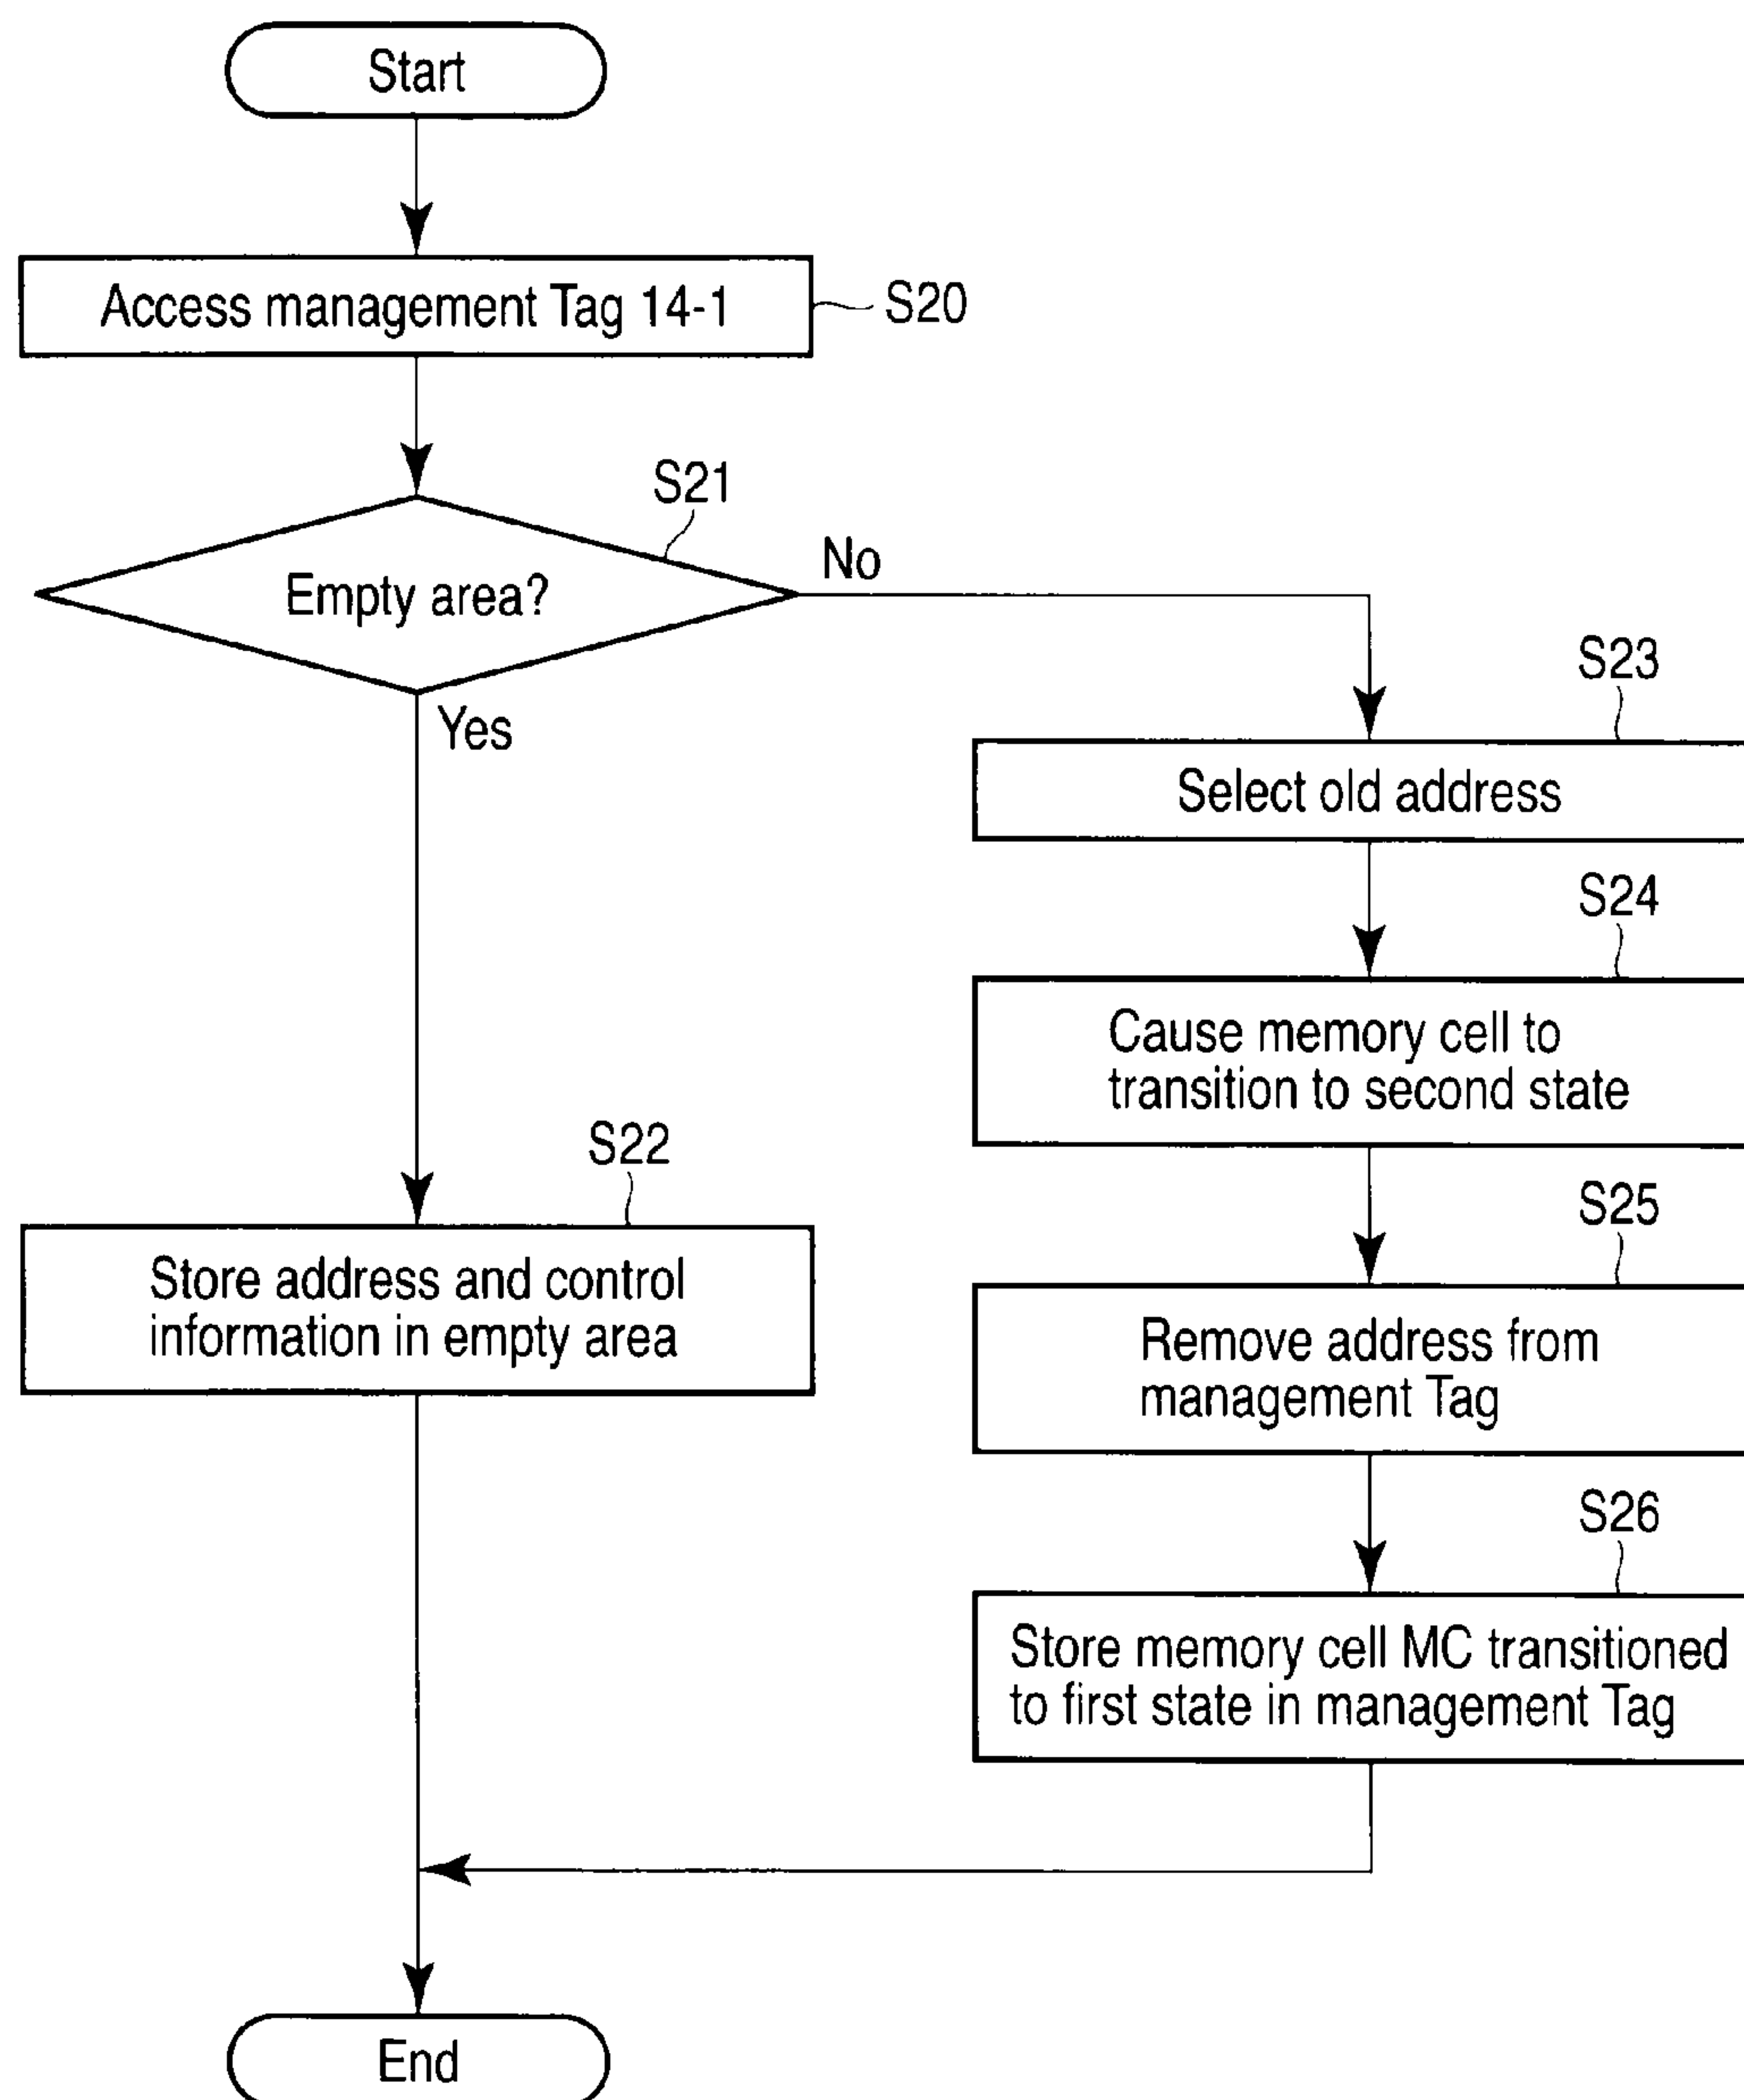 Start
Access management Tag 14-1
S20
S21
Empty area?
No
Yes
S23
Select old address
S24
Cause memory cell to
transition to second state
S25
Remove address from
management Tag
S22
Store address and control
information in empty area
S26
Store memory cell MC transitioned
to first state in management Tag
End